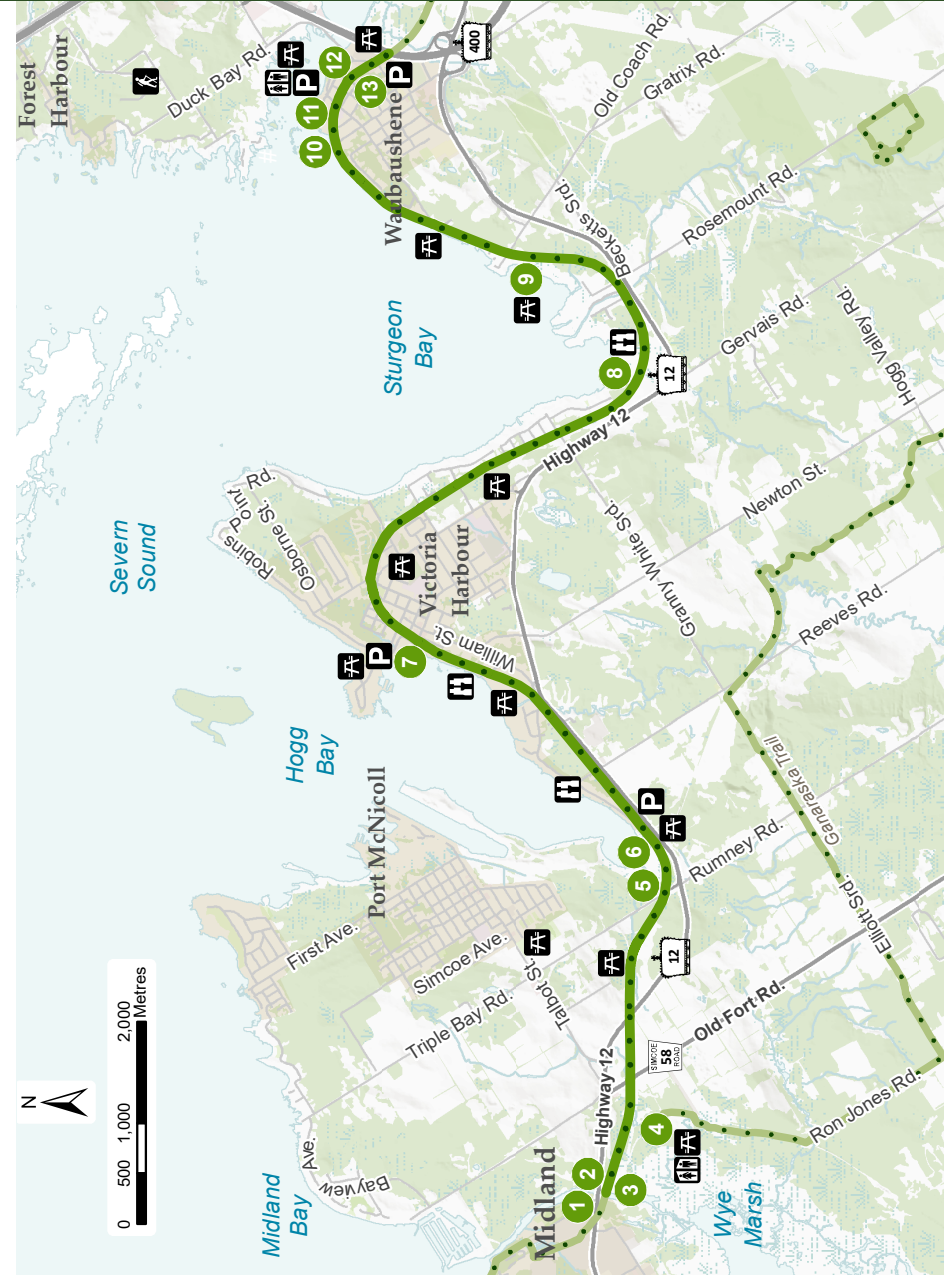 Forest
Harbour
Duck Bay Rd.
400
Old Coach Rd.
Gratrix Rd.
12
13
11
10
P
P
Waubaushene
Becketts Srd.
Rosemount Rd.
9
Sturgeon
Bay
8
12
Gervais Rd.
Hogg Valley Rd.
Highway 12
Newton St.
Severn
Sound
Robins Point Rd.
Osborne St.
Victoria
Harbour
Granny White Srd.
Reeves Rd.
William St.
P
7
Hogg
Bay
Ganaraska Trail
Port McNicoll
P
6
5
Rumney Rd.
Elliott Srd.
First Ave.
Simcoe Ave.
Talbot St.
Triple Bay Rd.
12
Old Fort Rd.
SIMCOE
58
ROAD
Highway 12
Ron Jones Rd.
4
N
0 500 1,000 2,000
Metres
Midland
Bay
Bayview Ave.
Midland
1
2
3
Wye
Marsh